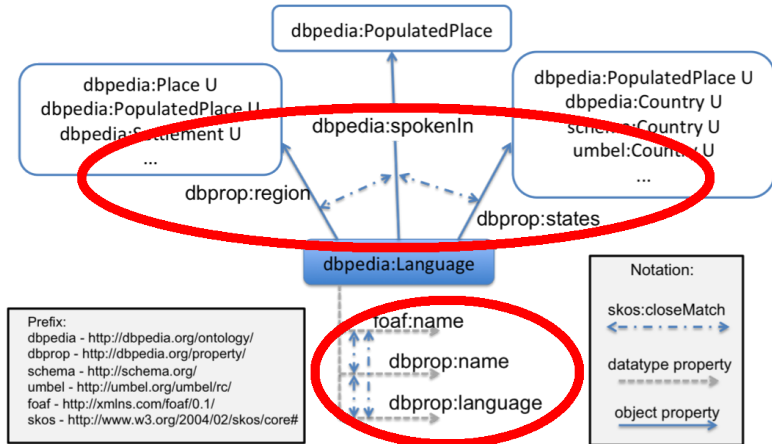 dbpedia:PopulatedPlace
dbpedia:Place U
dbpedia:PopulatedPlace U
dbpedia:Settlement U
...
dbpedia:spokenIn
dbpedia:PopulatedPlace U
dbpedia:Country U
schema:Country U
umbel:Country U
...
dbprop:region
dbprop:states
dbpedia:Language
foaf:name
dbprop:name
dbprop:language
Prefix:
dbpedia - http://dbpedia.org/ontology/
dbprop - http://dbpedia.org/property/
schema - http://schema.org/
umbel - http://umbel.org/umbel/rc/
foaf - http://xmlns.com/foaf/0.1/
skos - http://www.w3.org/2004/02/skos/core#
Notation:
skos:closeMatch
datatype property
object property